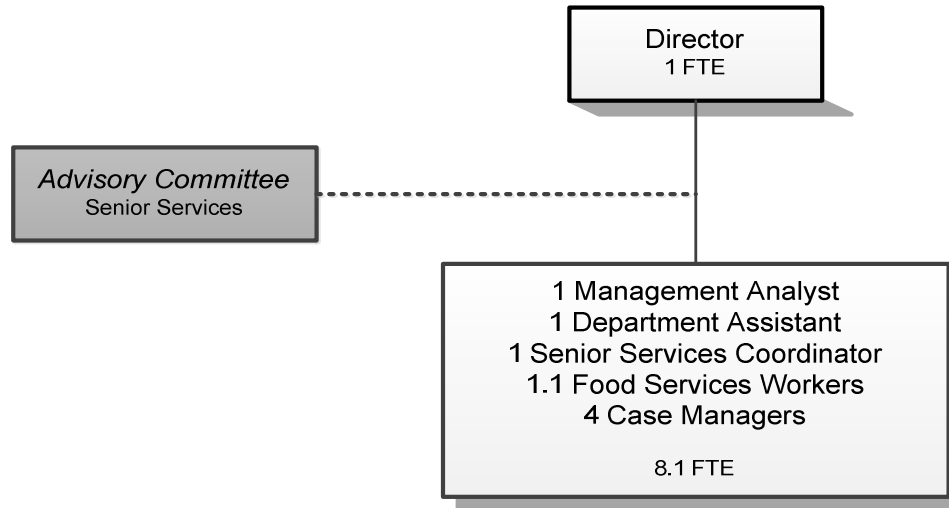 Director
1 FTE
Advisory Committee
Senior Services
1 Management Analyst
1 Department Assistant
1 Senior Services Coordinator
1.1 Food Services Workers
4 Case Managers
8.1 FTE